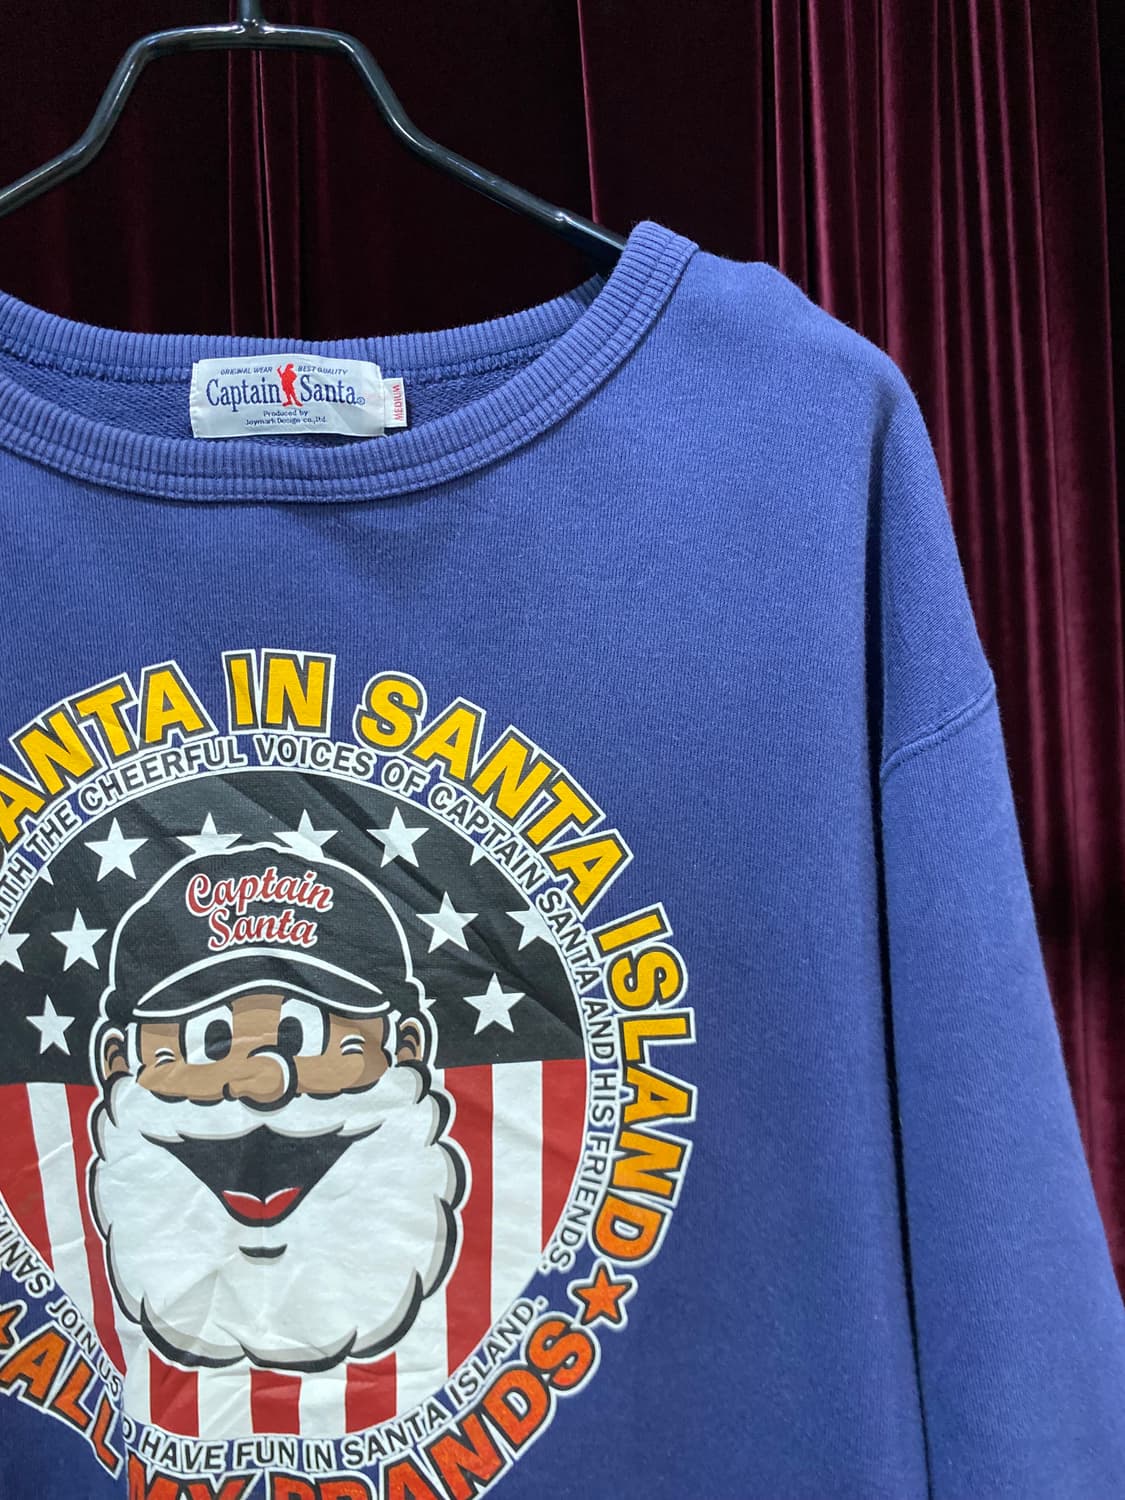 ORIGINAL WEAR BEST QUALITY
Captain Santa®
Produced by
Joymark Design co.,ltd.
MEDIUM
SANTA IN SANTA ISLAND
WITH THE CHEERFUL VOICES OF CAPTAIN SANTA AND HIS FRIENDS.
Captain
Santa
JOIN US
HAVE FUN IN SANTA ISLAND.
ALL MY BRANDS